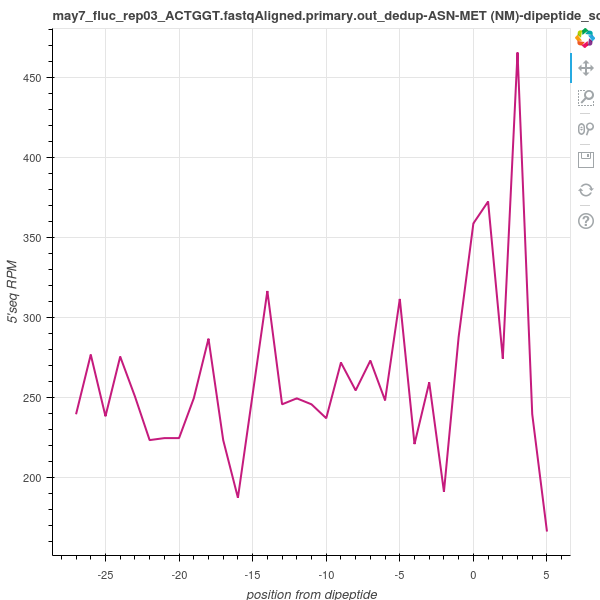 may7_fluc_rep03_ACTGGT.fastqAligned.primary.out_dedup-ASN-MET (NM)-dipeptide_sc
450
400
350
300
250
200
5'seq RPM
-25 -20 -15 -10 -5 0 5
position from dipeptide